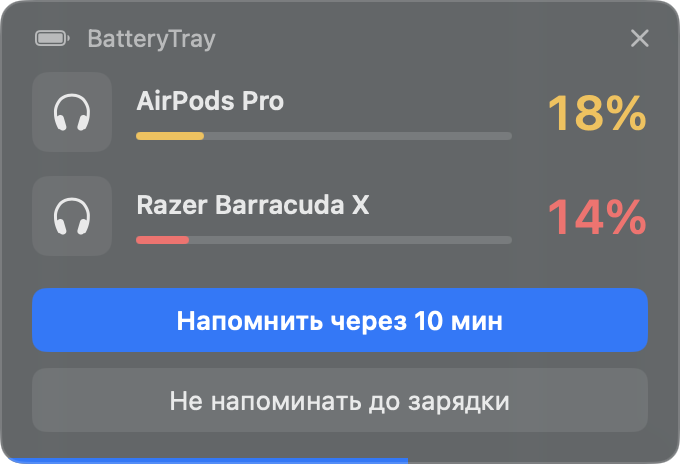 BatteryTray
AirPods Pro
18%
Razer Barracuda X
14%
Напомнить через 10 мин
Не напоминать до зарядки